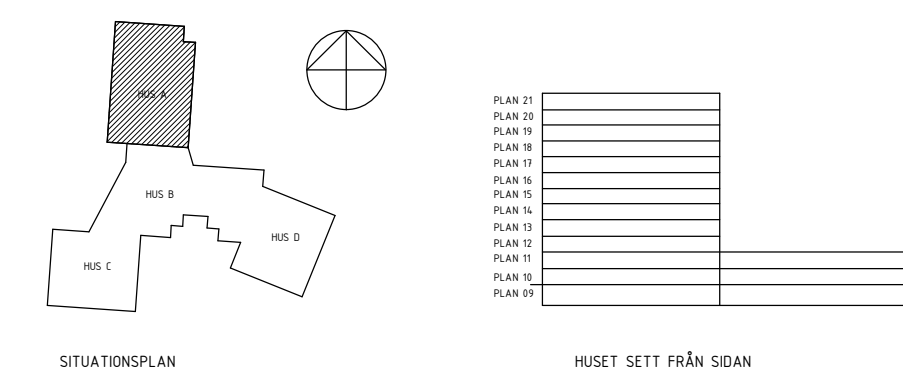 HUS A
HUS B
HUS C
HUS D
SITUATIONSPLAN
PLAN 21
PLAN 20
PLAN 19
PLAN 18
PLAN 17
PLAN 16
PLAN 15
PLAN 14
PLAN 13
PLAN 12
PLAN 11
PLAN 10
PLAN 09
HUSET SETT FRÅN SIDAN